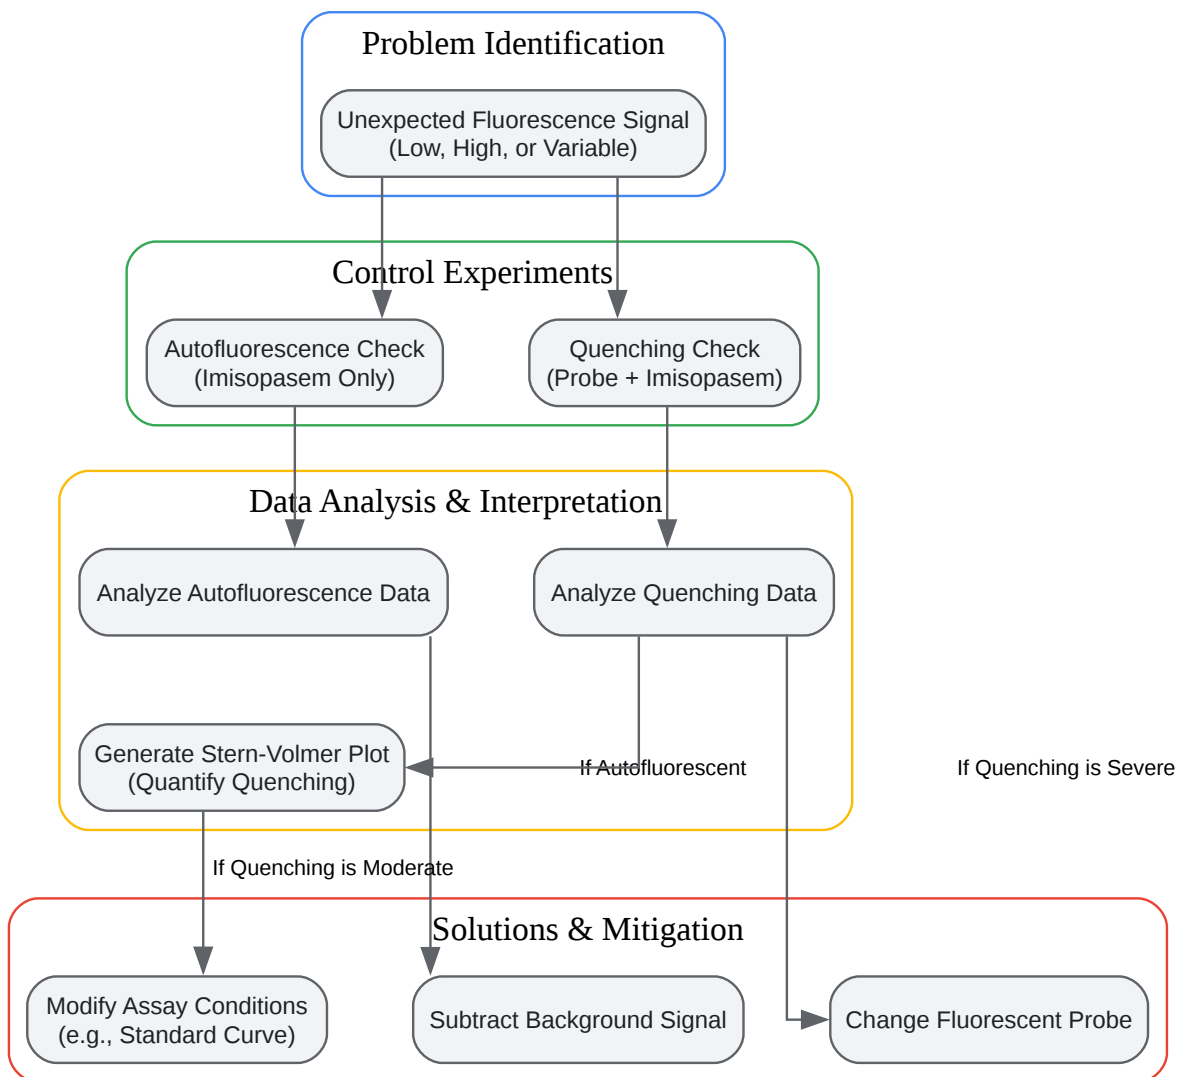 Problem Identification
Unexpected Fluorescence Signal
(Low, High, or Variable)
Control Experiments
Autofluorescence Check
(Imisopasem Only)
Quenching Check
(Probe + Imisopasem)
Data Analysis & Interpretation
Analyze Autofluorescence Data
Analyze Quenching Data
Generate Stern-Volmer Plot
(Quantify Quenching)
If Autofluorescent
If Quenching is Severe
If Quenching is Moderate
Solutions & Mitigation
Modify Assay Conditions
(e.g., Standard Curve)
Subtract Background Signal
Change Fluorescent Probe